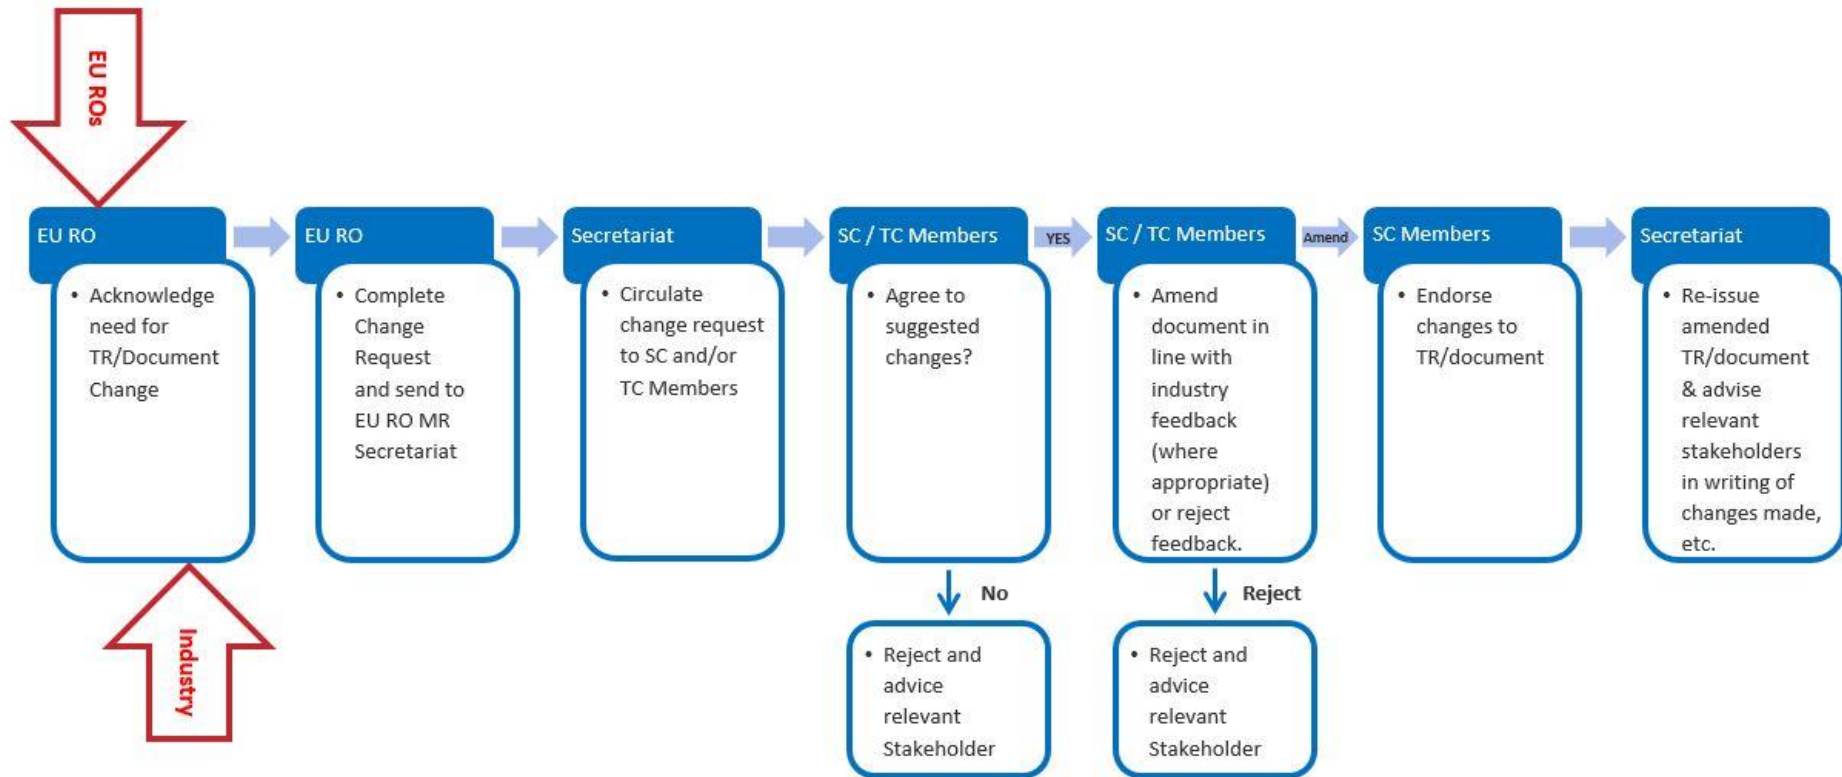 EU ROs
EU RO
• Acknowledge
need for
TR/Document
Change
Industry
EU RO
• Complete
Change
Request
and send to
EU RO MR
Secretariat
Secretariat
• Circulate
change request
to SC and/or
TC Members
SC / TC Members
• Agree to
suggested
changes?
YES
No
• Reject and
advice
relevant
Stakeholder
SC / TC Members
• Amend
document in
line with
industry
feedback
(where
appropriate)
or reject
feedback.
Amend
Reject
• Reject and
advice
relevant
Stakeholder
SC Members
• Endorse
changes to
TR/document
Secretariat
• Re-issue
amended
TR/document
& advise
relevant
stakeholders
in writing of
changes made,
etc.